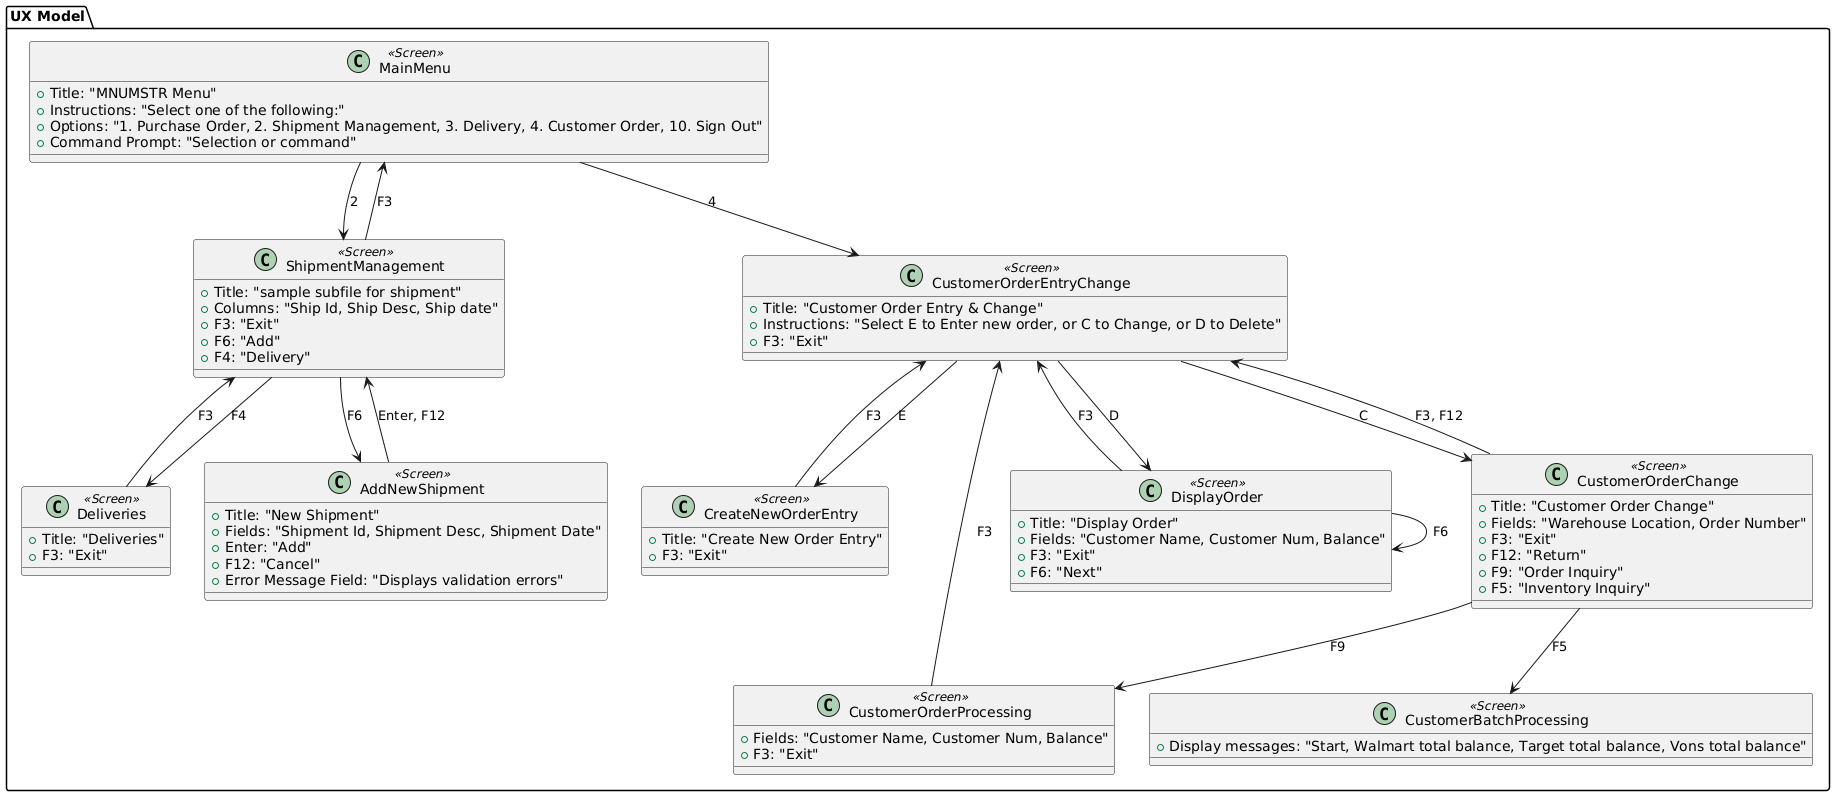 UX Model
C
«Screen»
MainMenu
Title: "MNUMSTR Menu"
Instructions: "Select one of the following:"
Options: "1. Purchase Order, 2. Shipment Management, 3. Delivery, 4. Customer Order, 10. Sign Out"
Command Prompt: "Selection or command"
2
F3
4
C
«Screen»
ShipmentManagement
Title: "sample subfile for shipment"
Columns: "Ship Id, Ship Desc, Ship date"
F3: "Exit"
F6: "Add"
F4: "Delivery"
C
«Screen»
CustomerOrderEntryChange
Title: "Customer Order Entry & Change"
Instructions: "Select E to Enter new order, or C to Change, or D to Delete"
F3: "Exit"
F3
F4
F6
Enter, F12
F3
E
F3
F3
D
C
F3, F12
C
«Screen»
Deliveries
Title: "Deliveries"
F3: "Exit"
C
«Screen»
AddNewShipment
Title: "New Shipment"
Fields: "Shipment Id, Shipment Desc, Shipment Date"
Enter: "Add"
F12: "Cancel"
Error Message Field: "Displays validation errors"
C
«Screen»
CreateNewOrderEntry
Title: "Create New Order Entry"
F3: "Exit"
C
«Screen»
DisplayOrder
Title: "Display Order"
Fields: "Customer Name, Customer Num, Balance"
F3: "Exit"
F6: "Next"
F6
C
«Screen»
CustomerOrderChange
Title: "Customer Order Change"
Fields: "Warehouse Location, Order Number"
F3: "Exit"
F12: "Return"
F9: "Order Inquiry"
F5: "Inventory Inquiry"
F9
F5
C
«Screen»
CustomerOrderProcessing
Fields: "Customer Name, Customer Num, Balance"
F3: "Exit"
C
«Screen»
CustomerBatchProcessing
Display messages: "Start, Walmart total balance, Target total balance, Vons total balance"